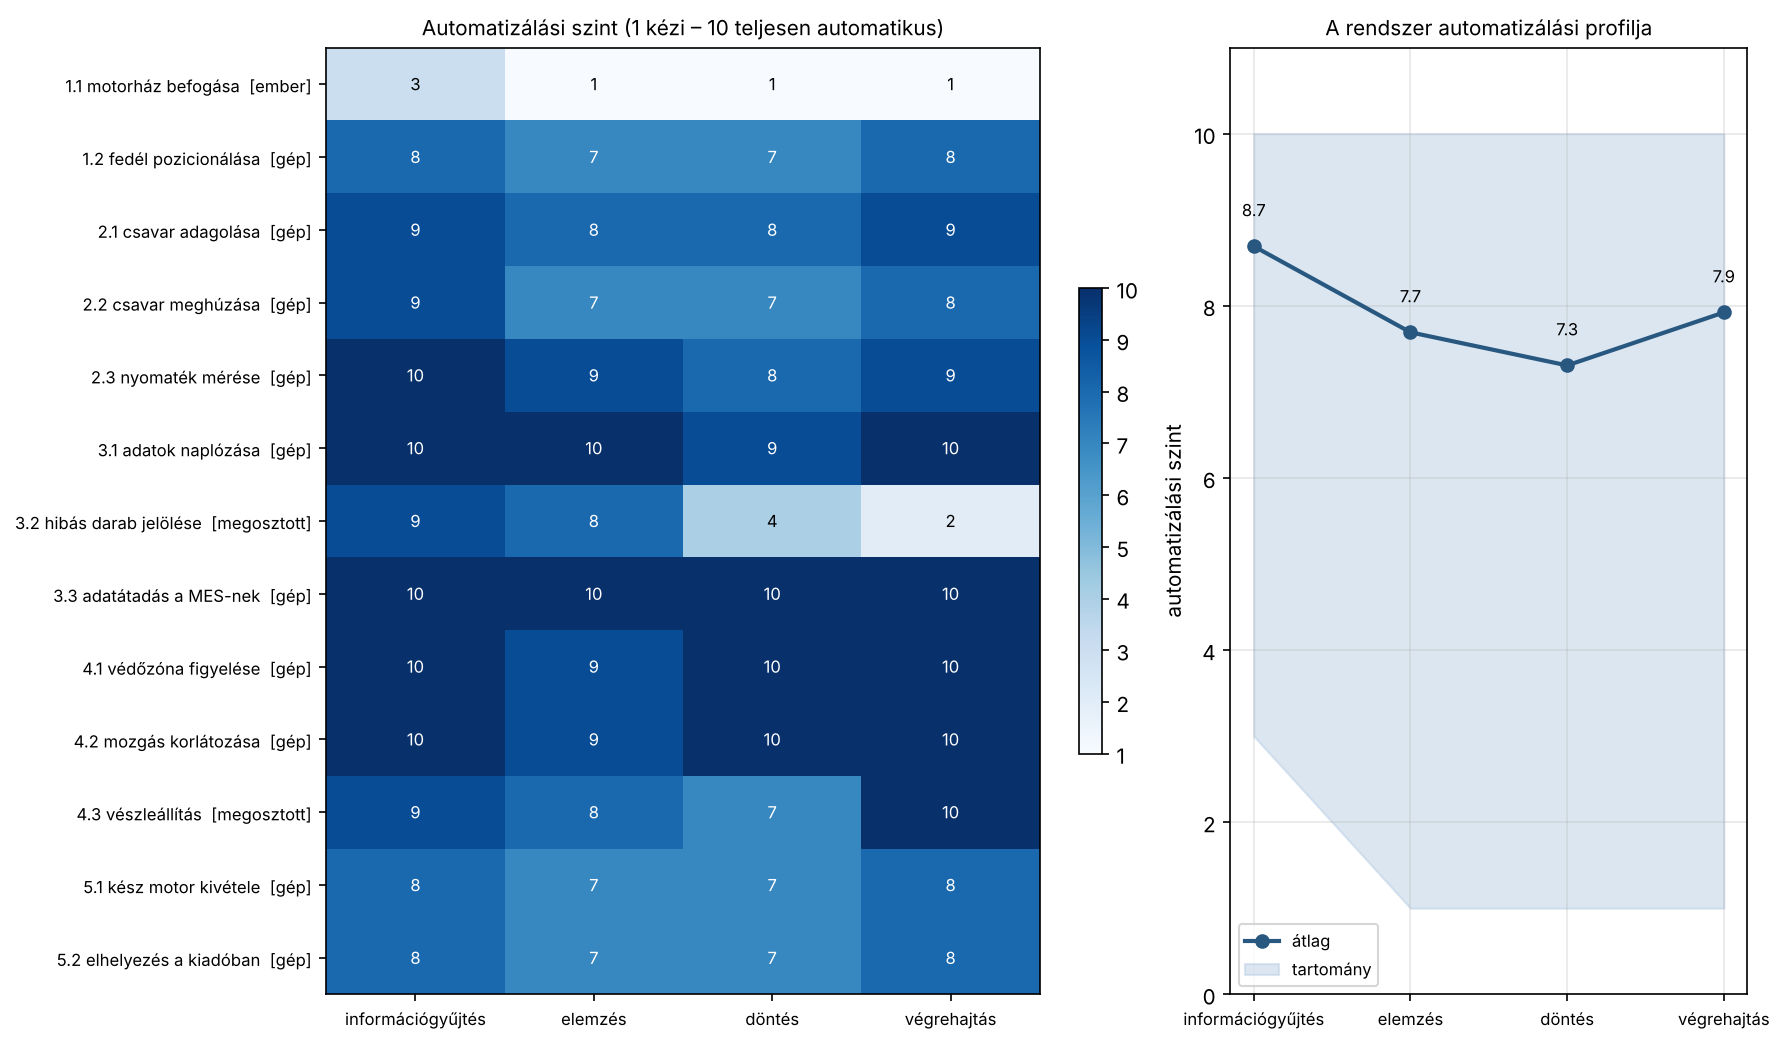 Automatizálási szint (1 kézi – 10 teljesen automatikus)
1.1 motorház befogása [ember] 3 1 1 1
1.2 fedél pozicionálása [gép] 8 7 7 8
2.1 csavar adagolása [gép] 9 8 8 9
2.2 csavar meghúzása [gép] 9 7 7 8
2.3 nyomaték mérése [gép] 10 9 8 9
3.1 adatok naplózása [gép] 10 10 9 10
3.2 hibás darab jelölése [megosztott] 9 8 4 2
3.3 adatátadás a MES-nek [gép] 10 10 10 10
4.1 védőzóna figyelése [gép] 10 9 10 10
4.2 mozgás korlátozása [gép] 10 9 10 10
4.3 vészleállítás [megosztott] 9 8 7 10
5.1 kész motor kivétele [gép] 8 7 7 8
5.2 elhelyezés a kiadóban [gép] 8 7 7 8
információgyűjtés elemzés döntés végrehajtás
10
9
8
7
6
5
4
3
2
1
A rendszer automatizálási profilja
automatizálási szint
10
8
6
4
2
0
8.7
7.7
7.3
7.9
átlag
tartomány
információgyűjtés elemzés döntés végrehajtás